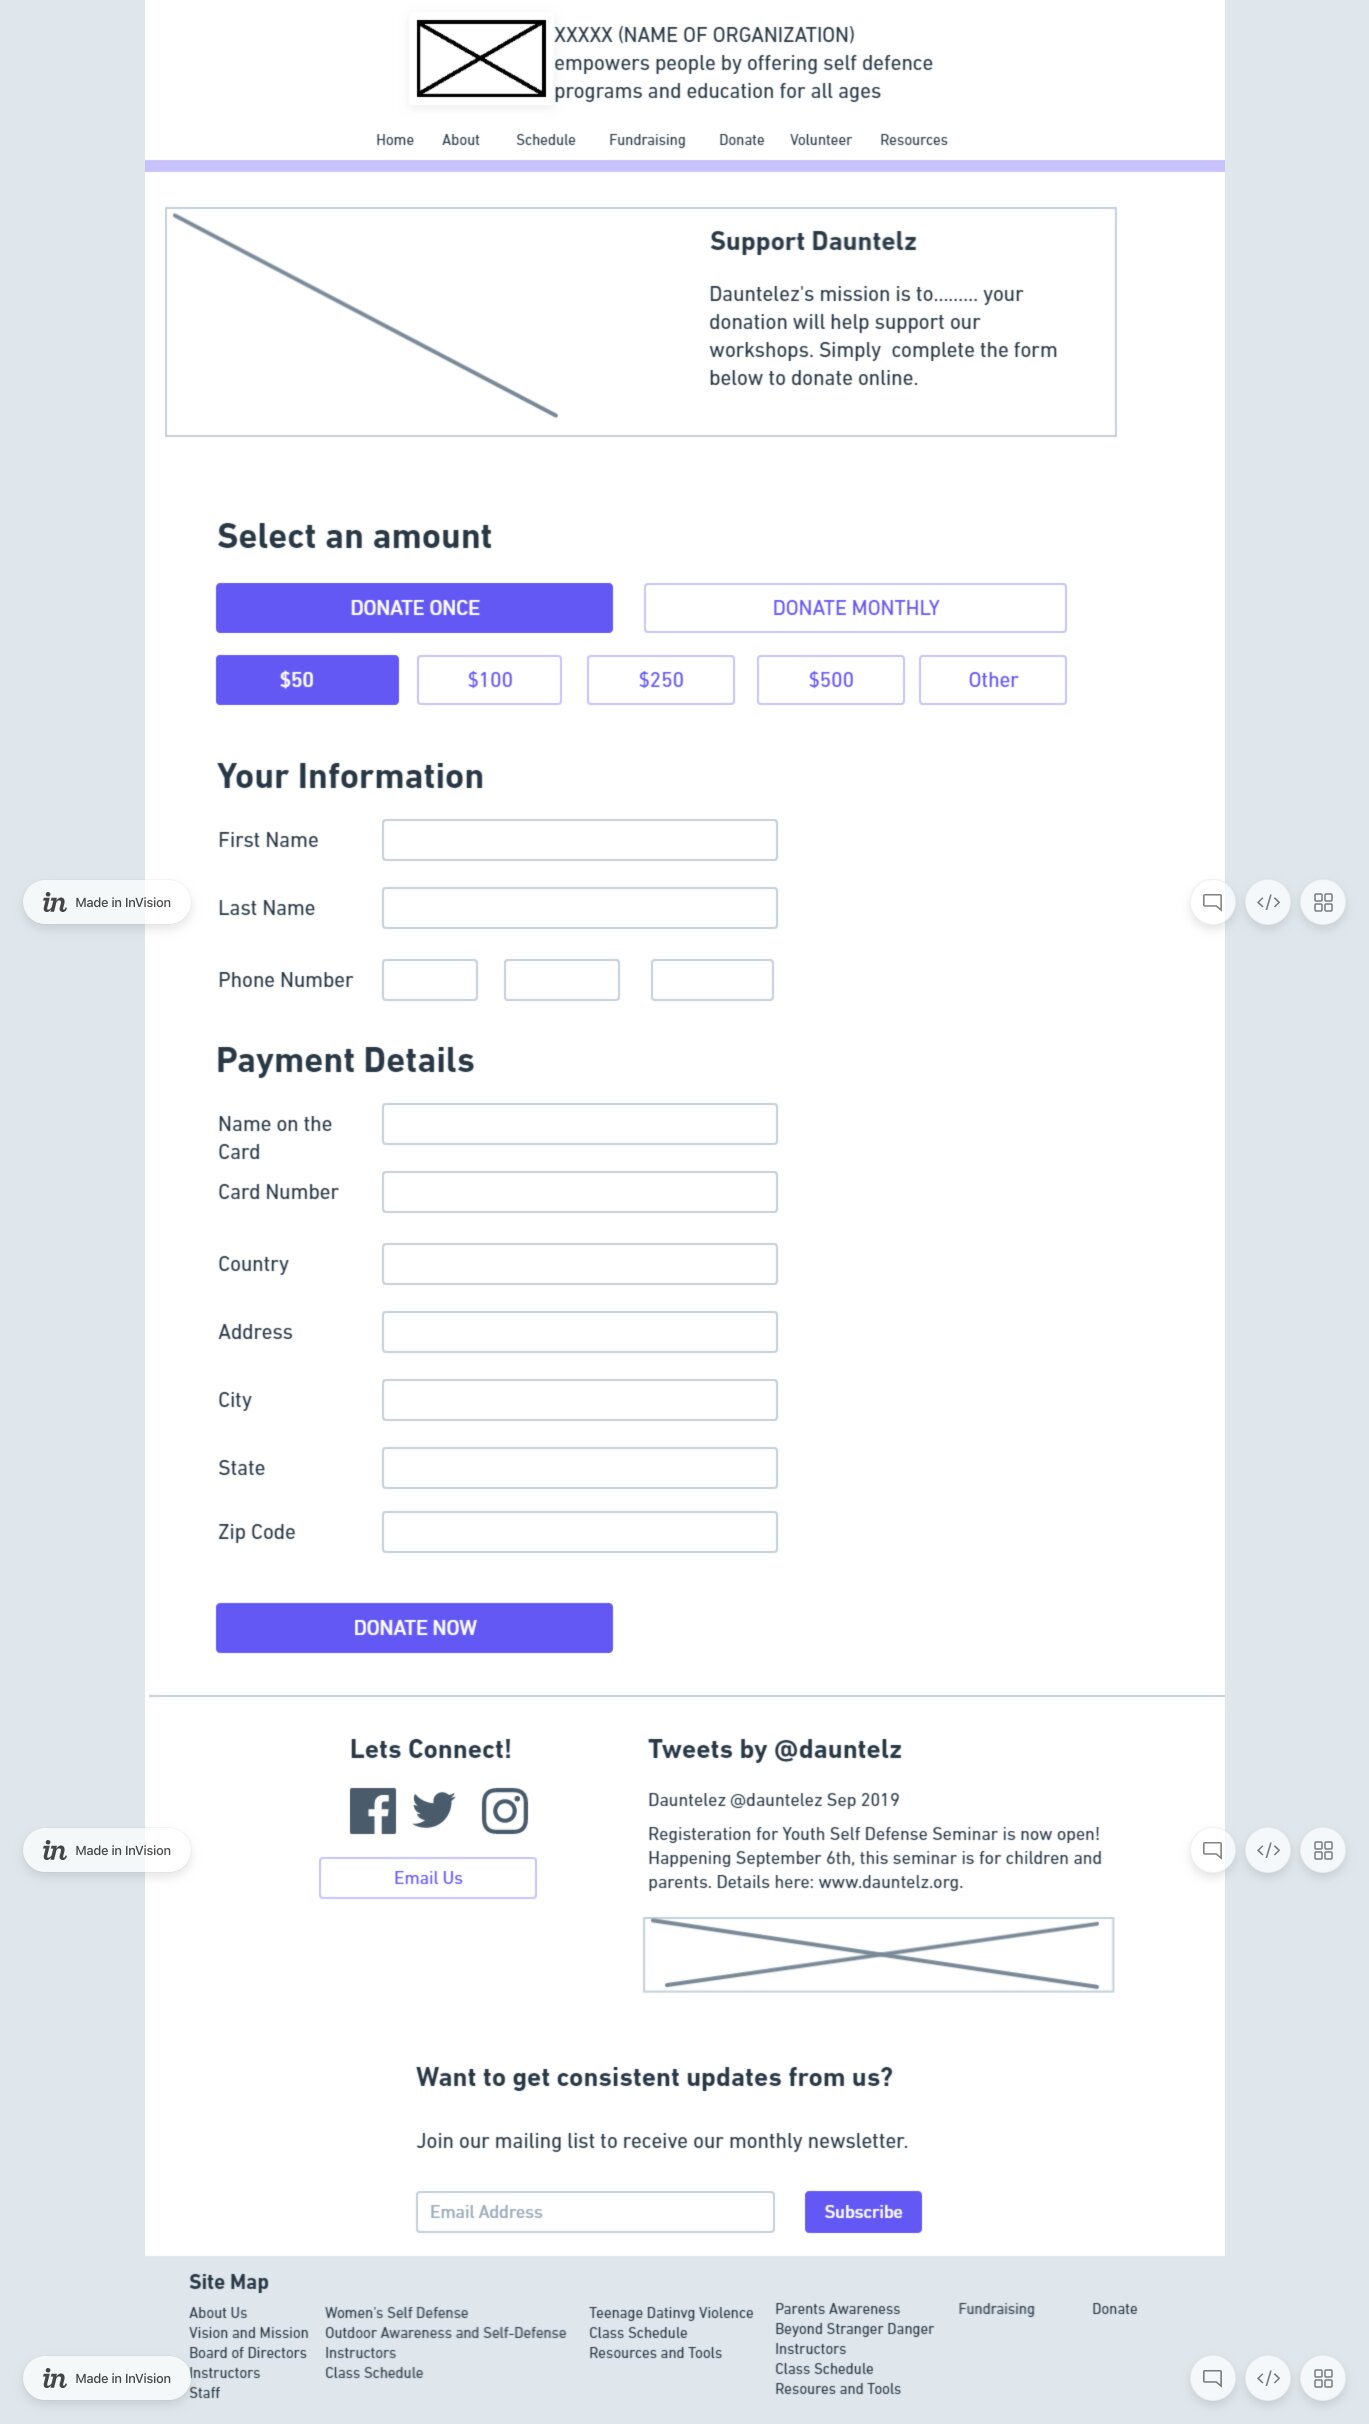 XXXXX (NAME OF ORGANIZATION)
empowers people by offering self defence
programs and education for all ages
Home About Schedule Fundraising Donate Volunteer Resources
Support Dauntelz
Dauntelez's mission is to......... your
donation will help support our
workshops. Simply complete the form
below to donate online.
Select an amount
DONATE ONCE DONATE MONTHLY
$50 $100 $250 $500 Other
Your Information
First Name
in Made in InVision
Last Name
Phone Number
Payment Details
Name on the
Card
Card Number
Country
Address
City
State
Zip Code
DONATE NOW
Lets Connect!
Email Us
Tweets by @dauntelz
Dauntelez @dauntelez Sep 2019
Registeration for Youth Self Defense Seminar is now open!
Happening September 6th, this seminar is for children and
parents. Details here: www.dauntelz.org.
in Made in InVision
Want to get consistent updates from us?
Join our mailing list to receive our monthly newsletter.
Email Address Subscribe
Site Map
About Us
Vision and Mission
Board of Directors
Instructors
Staff
Women's Self Defense
Outdoor Awareness and Self-Defense
Instructors
Class Schedule
Teenage Datinvg Violence
Class Schedule
Resources and Tools
Parents Awareness
Beyond Stranger Danger
Instructors
Class Schedule
Resoures and Tools
Fundraising
Donate
in Made in InVision